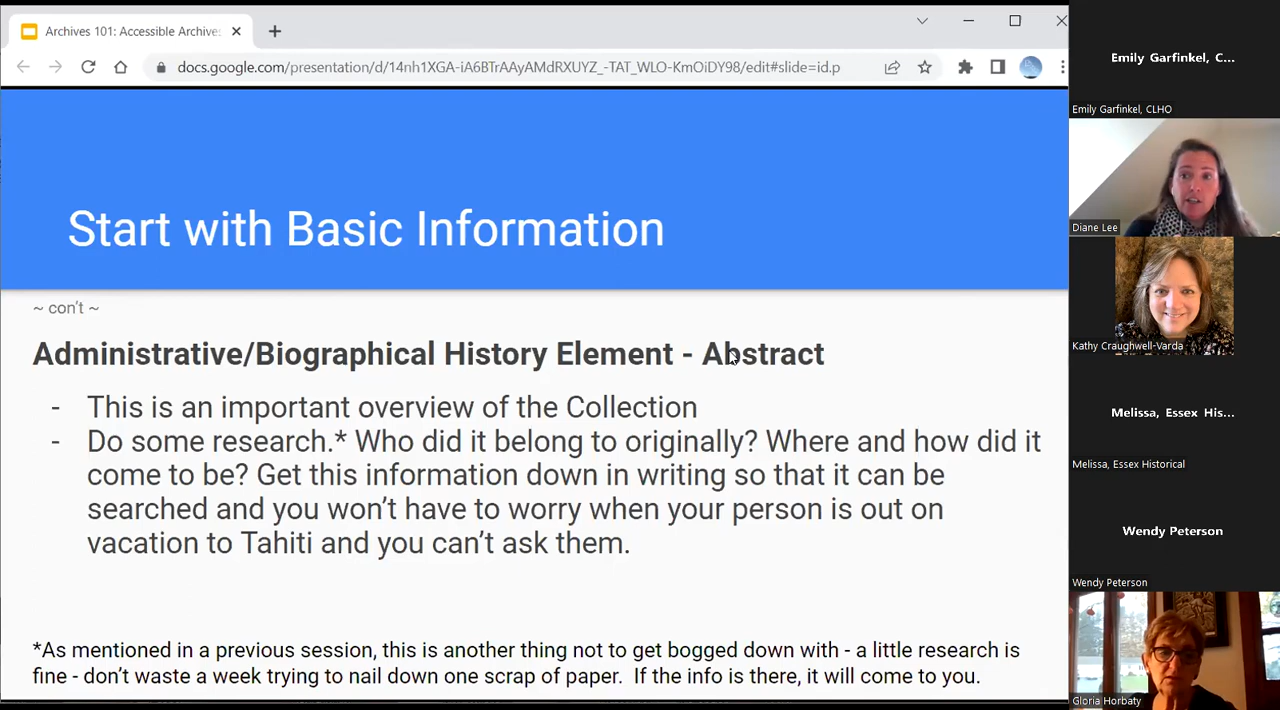 Archives 101: Accessible Archive
docs.google.com/presentation/d/14nh1XGA-iA6BTrAAyAMdRXUYZ_-TAT_WLO-KmOiDY98/edit#slide=id.p
Start with Basic Information
~ con't ~
Administrative/Biographical History Element - Abstract
- This is an important overview of the Collection
- Do some research.* Who did it belong to originally? Where and how did it
come to be? Get this information down in writing so that it can be
searched and you won't have to worry when your person is out on
vacation to Tahiti and you can't ask them.
*As mentioned in a previous session, this is another thing not to get bogged down with - a little research is
fine - don't waste a week trying to nail down one scrap of paper.  If the info is there, it will come to you.
Emily Garfinkel, C...
Emily Garfinkel, CLHO
Diane Lee
Kathy Craughwell-Varda
Melissa, Essex His...
Melissa, Essex Historical
Wendy Peterson
Wendy Peterson
Gloria Horbaty